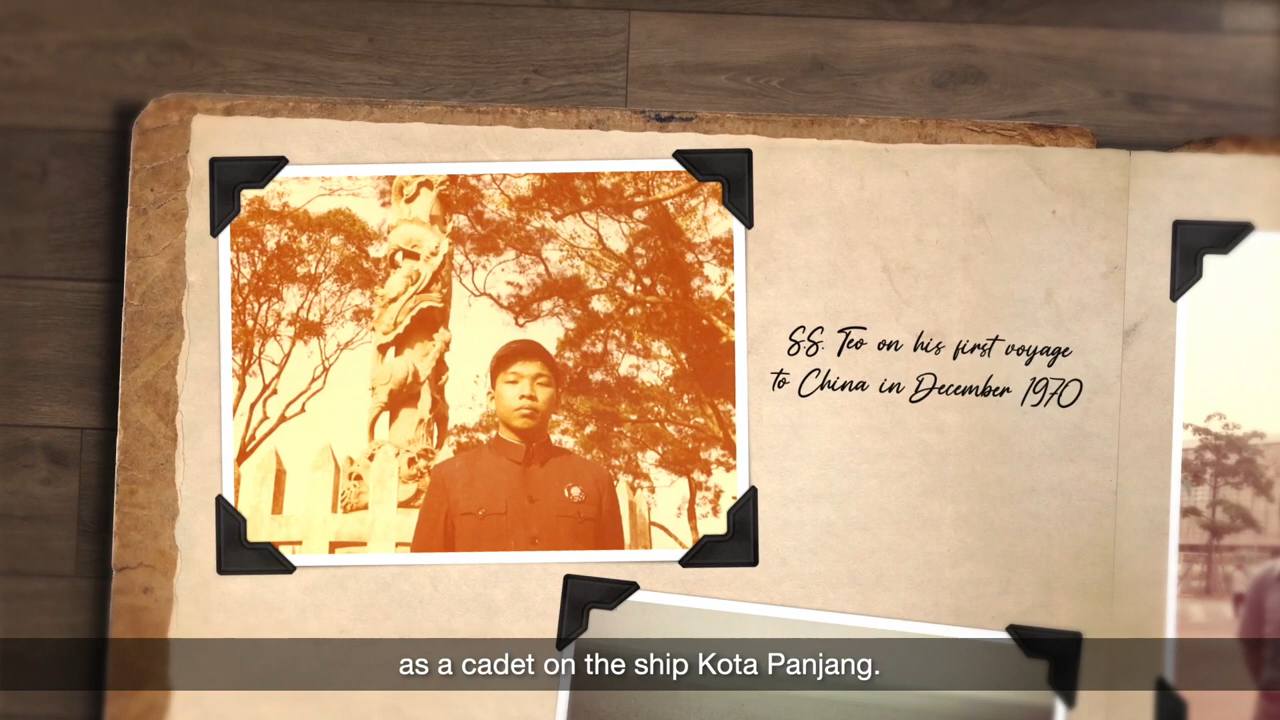 S.S. Teo on his first voyage
to China in December 1970
as a cadet on the ship Kota Panjang.